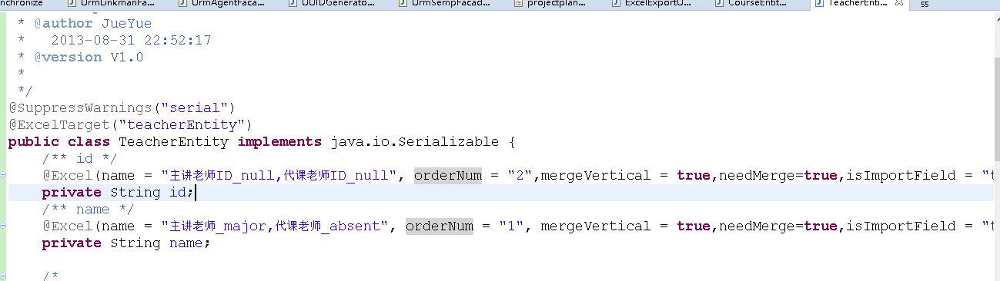 nchronize UrmLinkmanFa... UrmAgentFaca... UUIDGenerato... UrmSempFacad... projectplan... ExcelExportU... CourseEntit... TeacherEnti... 55
* @author JueYue
* 2013-08-31 22:52:17
* @version V1.0
*
*/
@SuppressWarnings("serial")
@ExcelTarget("teacherEntity")
public class TeacherEntity implements java.io.Serializable {
/** id */
@Excel(name = "主讲老师ID_null,代课老师ID_null", orderNum = "2",mergeVertical = true,needMerge=true,isImportField = "t
private String id;
/** name */
@Excel(name = "主讲老师_major,代课老师_absent", orderNum = "1", mergeVertical = true,needMerge=true,isImportField = "t
private String name;
/*